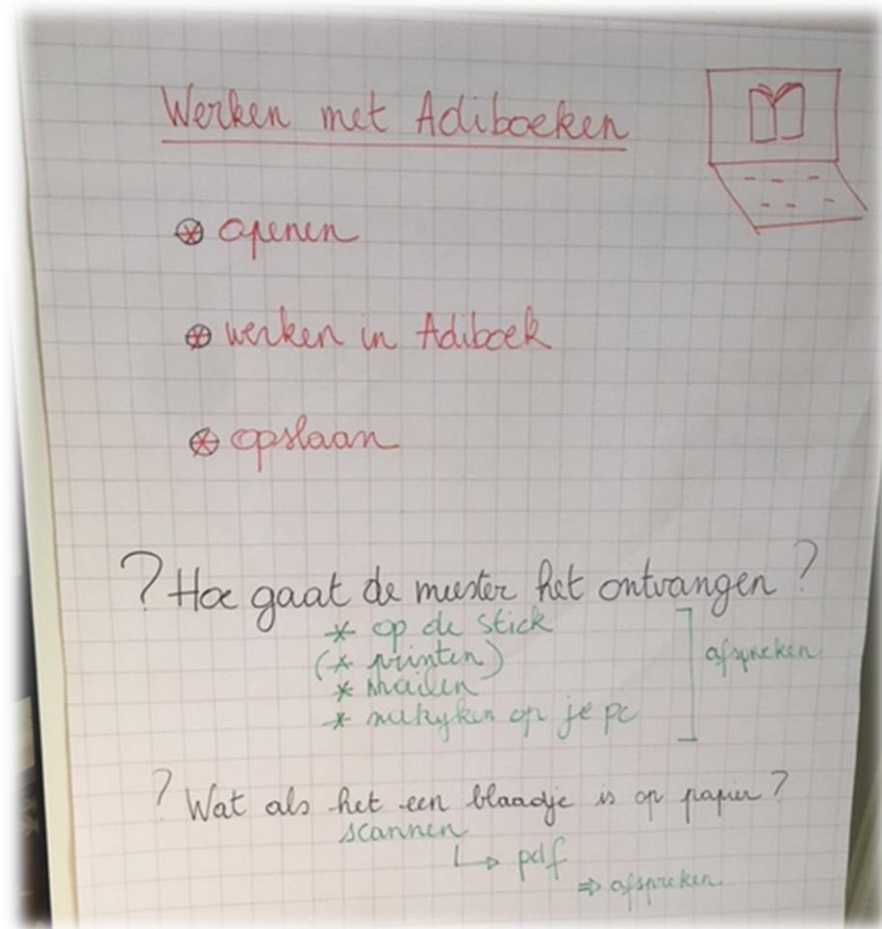 Werken met Adiboeken
⊛ openen
⊛ werken in Adiboek
⊛ opslaan
? Hoe gaat de meester het ontvangen ?
* op de stick
(* printen)
* mailen
* nakijken op je pc
afspreken
? Wat als het een blaadje is op papier ?
scannen
↳ pdf
⇒ afspreken